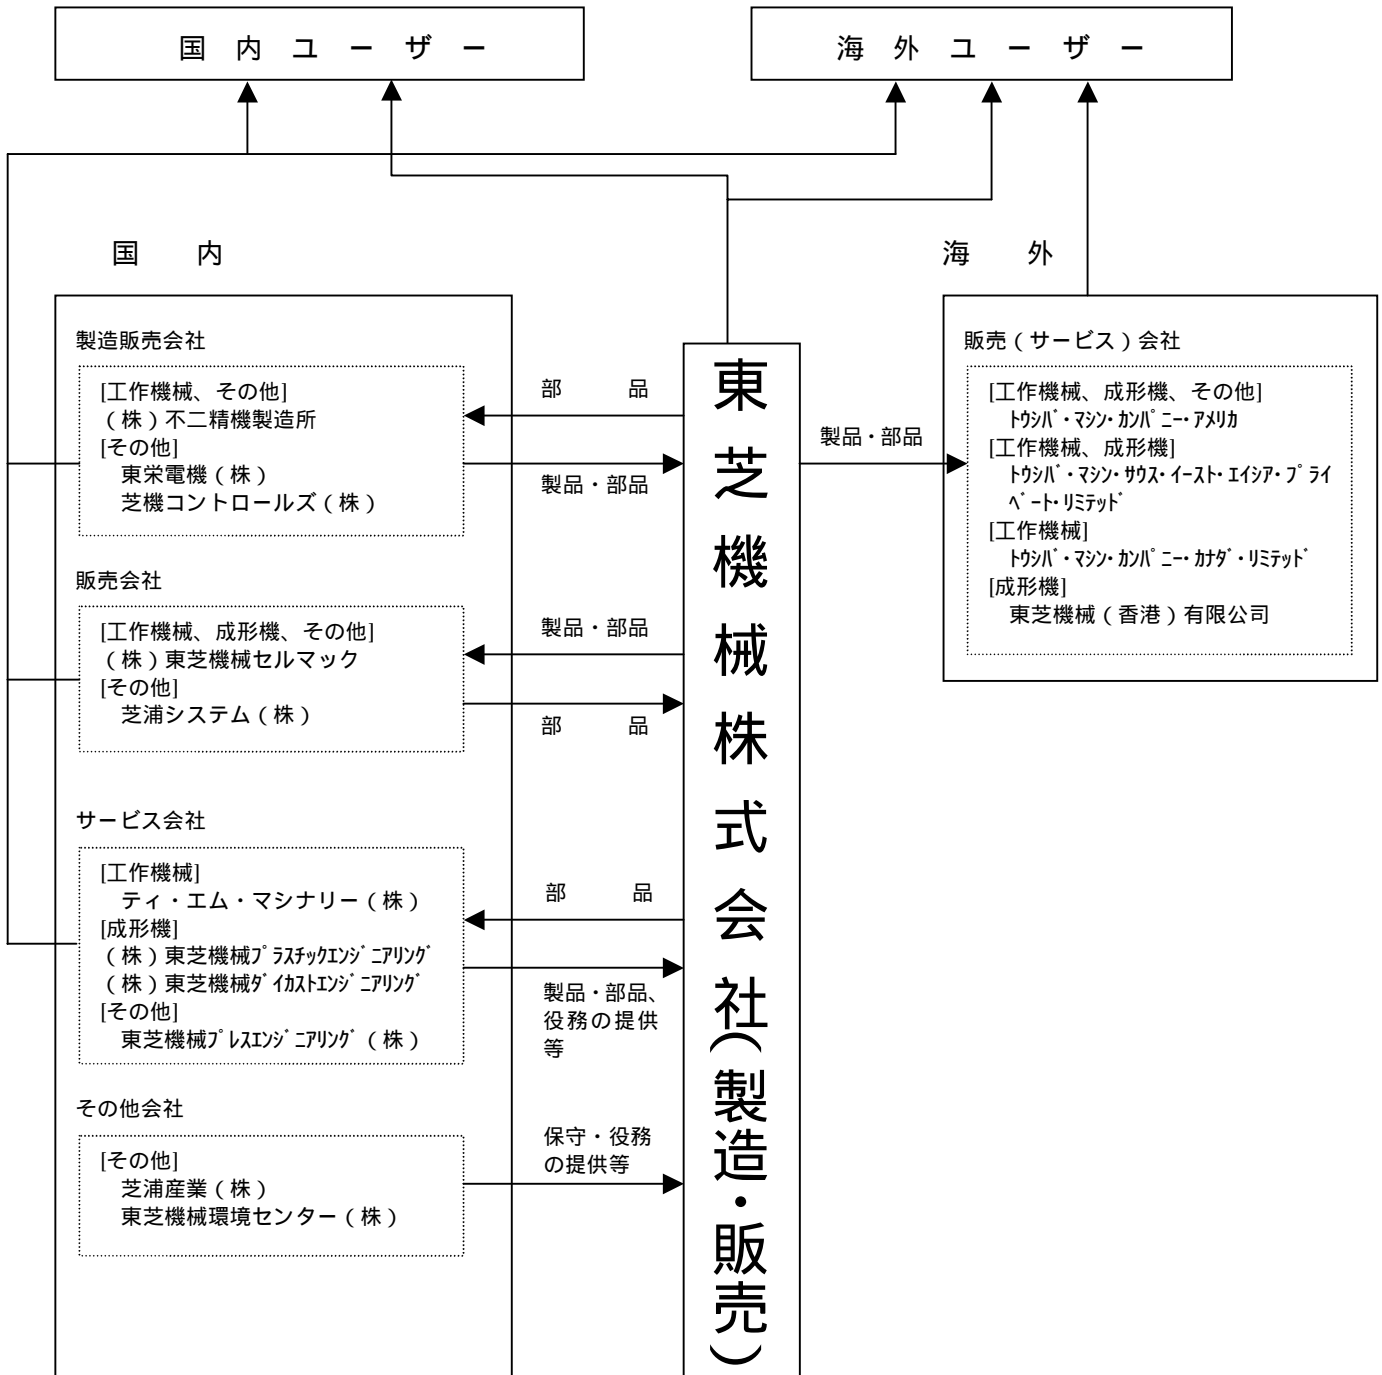 国内ユーザー
海外ユーザー
国内
海外
製造販売会社
[工作機械、その他]
（株）不二精機製造所
[その他]
東栄電機（株）
芝機コントロールズ（株）
部品
製品・部品
販売会社
[工作機械、成形機、その他]
（株）東芝機械セルマック
[その他]
芝浦システム（株）
製品・部品
部品
サービス会社
[工作機械]
ティ・エム・マシナリー（株）
[成形機]
（株）東芝機械ﾌﾟﾗｽﾁｯｸｴﾝｼﾞﾆｱﾘﾝｸﾞ
（株）東芝機械ﾀﾞｲｶｽﾄｴﾝｼﾞﾆｱﾘﾝｸﾞ
[その他]
東芝機械ﾌﾟﾚｽｴﾝｼﾞﾆｱﾘﾝｸﾞ（株）
部品
製品・部品、
役務の提供
等
その他会社
[その他]
芝浦産業（株）
東芝機械環境センター（株）
保守・役務
の提供等
東芝機械株式会社(製造・販売)
製品・部品
販売（サービス）会社
[工作機械、成形機、その他]
ﾄｳｼﾊﾞ・ﾏｼﾝ・ｶﾝﾊﾟﾆｰ・ｱﾒﾘｶ
[工作機械、成形機]
ﾄｳｼﾊﾞ・ﾏｼﾝ・ｻｳｽ・ｲｰｽﾄ・ｴｲｼｱ・ﾌﾟﾗｲ
ﾍﾞｰﾄ・ﾘﾐﾃｯﾄﾞ
[工作機械]
ﾄｳｼﾊﾞ・ﾏｼﾝ・ｶﾝﾊﾟﾆｰ・ｶﾅﾀﾞ・ﾘﾐﾃｯﾄﾞ
[成形機]
東芝機械（香港）有限公司